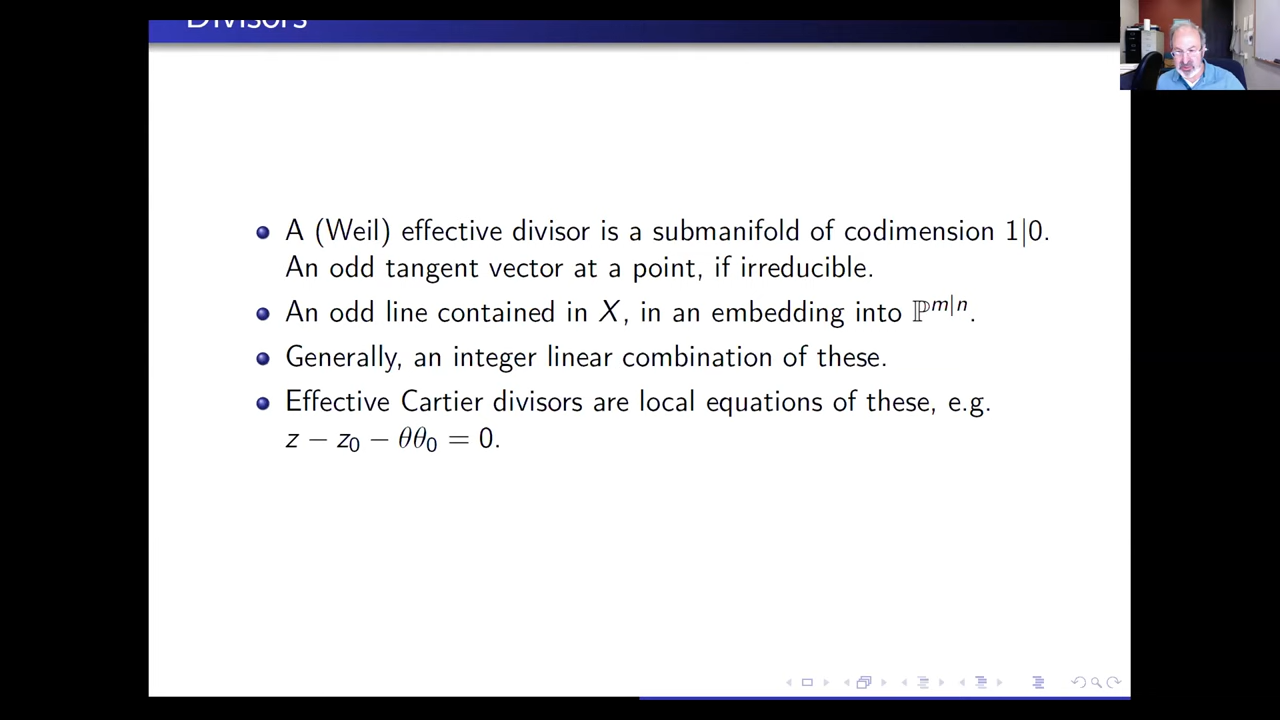 Divisors
A (Weil) effective divisor is a submanifold of codimension 1|0.
An odd tangent vector at a point, if irreducible.
An odd line contained in X, in an embedding into ℙ^{m|n}.
Generally, an integer linear combination of these.
Effective Cartier divisors are local equations of these, e.g.
z − z₀ − θθ₀ = 0.